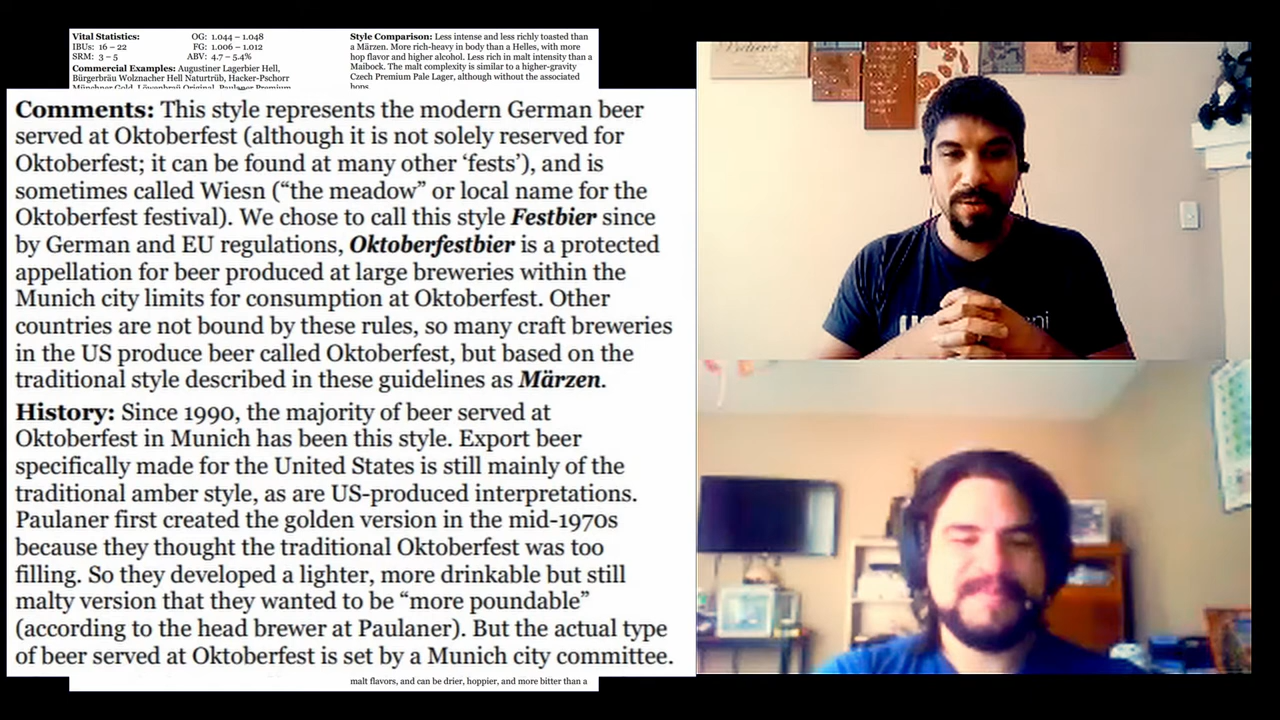 Vital Statistics: OG: 1.044 – 1.048
IBUs: 16 – 22 FG: 1.006 – 1.012
SRM: 3 – 5 ABV: 4.7 – 5.4%
Commercial Examples: Augustiner Lagerbier Hell,
Bürgerbräu Wolznacher Hell Naturtrüb, Hacker-Pschorr
Münchner Gold, Löwenbräu Original, Paulaner Premium
Style Comparison: Less intense and less richly toasted than
a Märzen. More rich-heavy in body than a Helles, with more
hop flavor and higher alcohol. Less rich in malt intensity than a
Maibock. The malt complexity is similar to a higher-gravity
Czech Premium Pale Lager, although without the associated
hops.
Comments: This style represents the modern German beer
served at Oktoberfest (although it is not solely reserved for
Oktoberfest; it can be found at many other ‘fests’), and is
sometimes called Wiesn (“the meadow” or local name for the
Oktoberfest festival). We chose to call this style Festbier since
by German and EU regulations, Oktoberfestbier is a protected
appellation for beer produced at large breweries within the
Munich city limits for consumption at Oktoberfest. Other
countries are not bound by these rules, so many craft breweries
in the US produce beer called Oktoberfest, but based on the
traditional style described in these guidelines as Märzen.
History: Since 1990, the majority of beer served at
Oktoberfest in Munich has been this style. Export beer
specifically made for the United States is still mainly of the
traditional amber style, as are US-produced interpretations.
Paulaner first created the golden version in the mid-1970s
because they thought the traditional Oktoberfest was too
filling. So they developed a lighter, more drinkable but still
malty version that they wanted to be “more poundable”
(according to the head brewer at Paulaner). But the actual type
of beer served at Oktoberfest is set by a Munich city committee.
malt flavors, and can be drier, hoppier, and more bitter than a
Believe